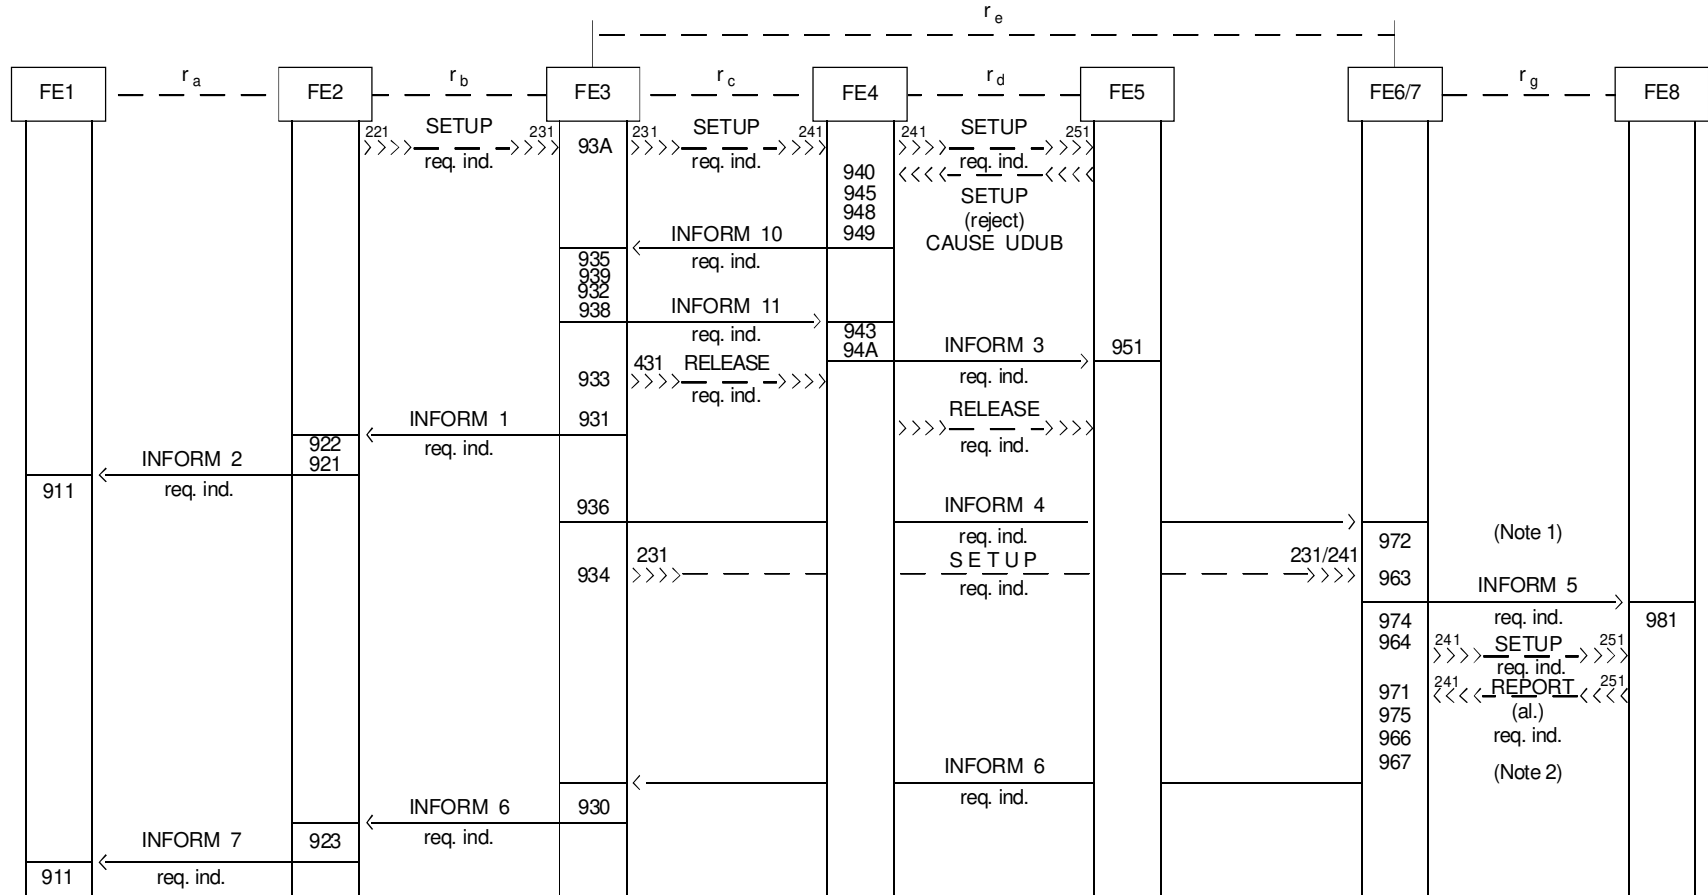 r e
FE1 r a FE2 r b FE3 r c FE4 r d FE5 FE6/7 r g FE8
221 SETUP 231 93A 231 SETUP 241 241 SETUP 251
req. ind. req. ind. req. ind.
940
945 SETUP
948 (reject)
INFORM 10 949 CAUSE UDUB
935 req. ind.
939
932
938 INFORM 11
req. ind. 943
94A INFORM 3 951
933 431 RELEASE req. ind.
req. ind.
INFORM 1 931 RELEASE
922 req. ind. req. ind.
INFORM 2 921
911 req. ind.
936 INFORM 4
req. ind. 972 (Note 1)
934 231 SETUP 231/241 963
req. ind. INFORM 5
974 req. ind. 981
964 241 SETUP 251
req. ind.
971 241 REPORT 251
975 (al.)
966 req. ind.
967 (Note 2)
INFORM 6
req. ind.
INFORM 6 930
INFORM 7 923 req. ind.
911 req. ind.